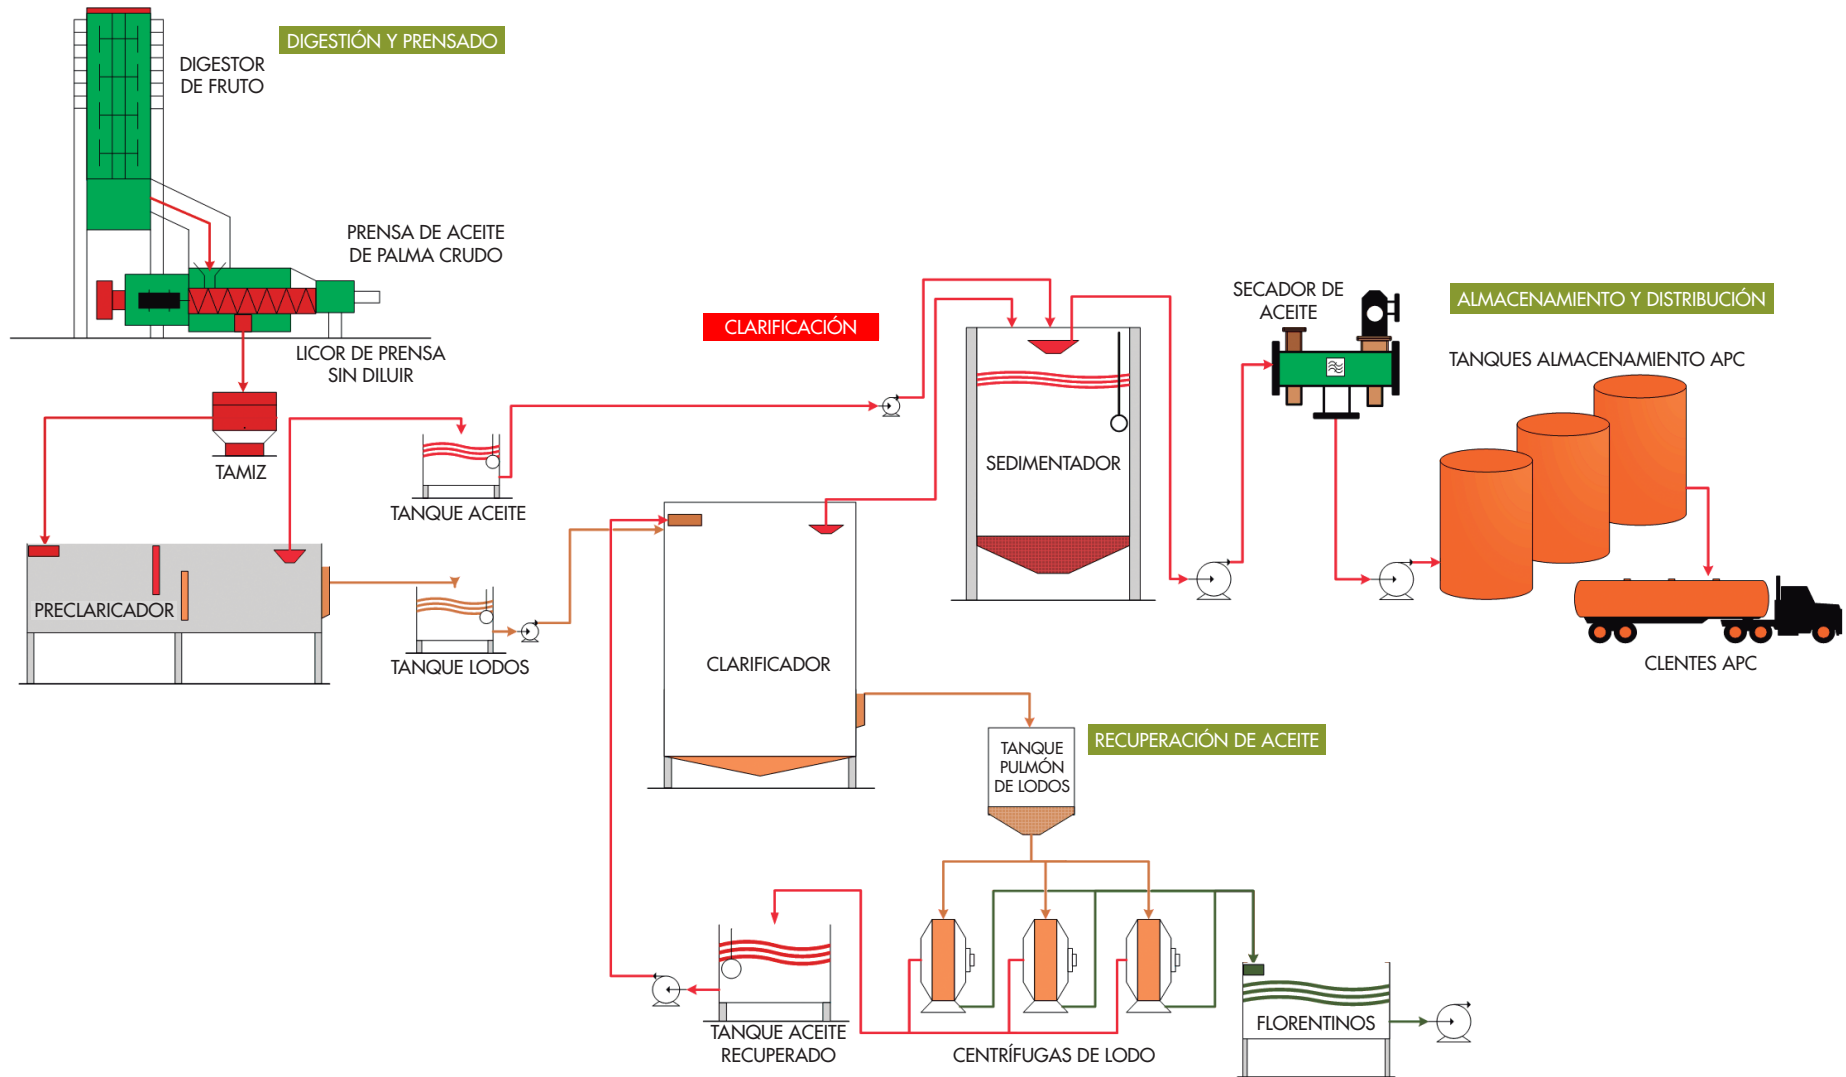 DIGESTIÓN Y PRENSADO
DIGESTOR
DE FRUTO
PRENSA DE ACEITE
DE PALMA CRUDO
LICOR DE PRENSA
SIN DILUIR
TAMIZ
PRECLARICADOR
TANQUE ACEITE
TANQUE LODOS
CLARIFICACIÓN
SEDIMENTADOR
CLARIFICADOR
SECADOR DE
ACEITE
ALMACENAMIENTO Y DISTRIBUCIÓN
TANQUES ALMACENAMIENTO APC
CLENTES APC
RECUPERACIÓN DE ACEITE
TANQUE
PULMÓN
DE LODOS
TANQUE ACEITE
RECUPERADO
CENTRÍFUGAS DE LODO
FLORENTINOS